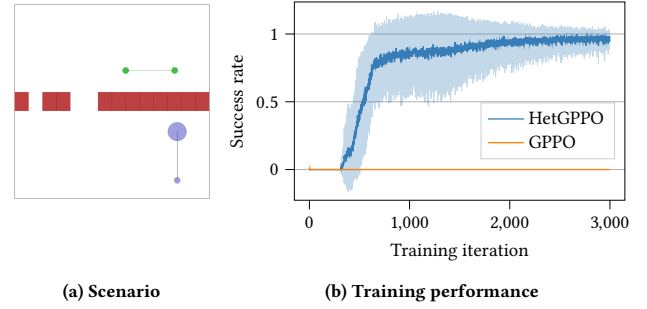 1
0.5
0
Success rate
HetGPPO
GPPO
0
1,000
2,000
3,000
Training iteration
(a) Scenario
(b) Training performance